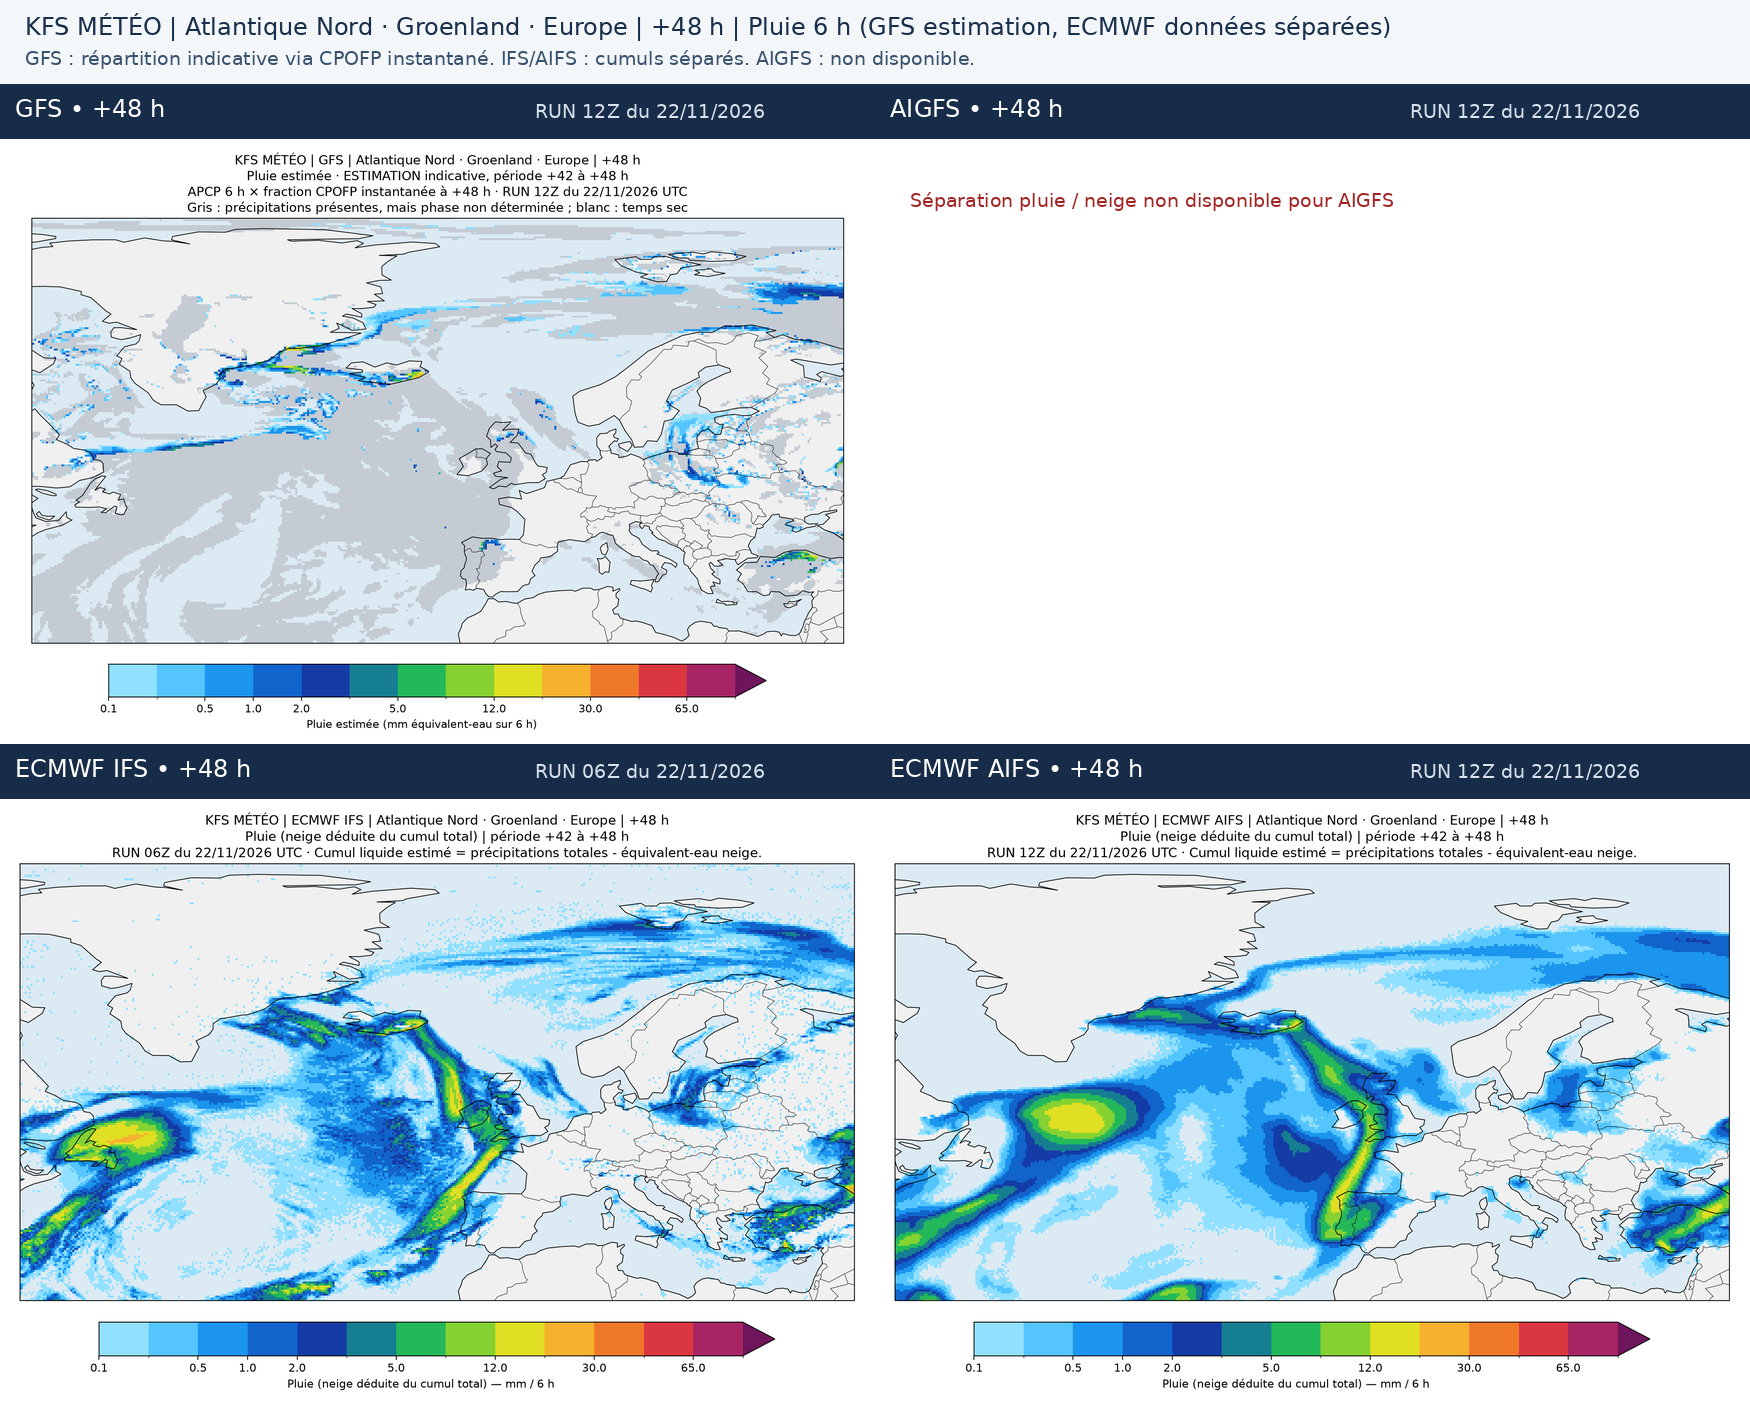 KFS MÉTÉO | Atlantique Nord · Groenland · Europe | +48 h | Pluie 6 h (GFS estimation, ECMWF données séparées)
GFS : répartition indicative via CPOFP instantané. IFS/AIFS : cumuls séparés. AIGFS : non disponible.
GFS • +48 h
RUN 12Z du 22/11/2026
AIGFS • +48 h
RUN 12Z du 22/11/2026
KFS MÉTÉO | GFS | Atlantique Nord · Groenland · Europe | +48 h
Pluie estimée · ESTIMATION indicative, période +42 à +48 h
APCP 6 h × fraction CPOFP instantanée à +48 h · RUN 12Z du 22/11/2026 UTC
Gris : précipitations présentes, mais phase non déterminée ; blanc : temps sec
Séparation pluie / neige non disponible pour AIGFS
0.1 0.5 1.0 2.0 5.0 12.0 30.0 65.0
Pluie estimée (mm équivalent-eau sur 6 h)
ECMWF IFS • +48 h
RUN 06Z du 22/11/2026
ECMWF AIFS • +48 h
RUN 12Z du 22/11/2026
KFS MÉTÉO | ECMWF IFS | Atlantique Nord · Groenland · Europe | +48 h
Pluie (neige déduite du cumul total) | période +42 à +48 h
RUN 06Z du 22/11/2026 UTC · Cumul liquide estimé = précipitations totales - équivalent-eau neige.
KFS MÉTÉO | ECMWF AIFS | Atlantique Nord · Groenland · Europe | +48 h
Pluie (neige déduite du cumul total) | période +42 à +48 h
RUN 12Z du 22/11/2026 UTC · Cumul liquide estimé = précipitations totales - équivalent-eau neige.
0.1 0.5 1.0 2.0 5.0 12.0 30.0 65.0
Pluie (neige déduite du cumul total) — mm / 6 h
0.1 0.5 1.0 2.0 5.0 12.0 30.0 65.0
Pluie (neige déduite du cumul total) — mm / 6 h